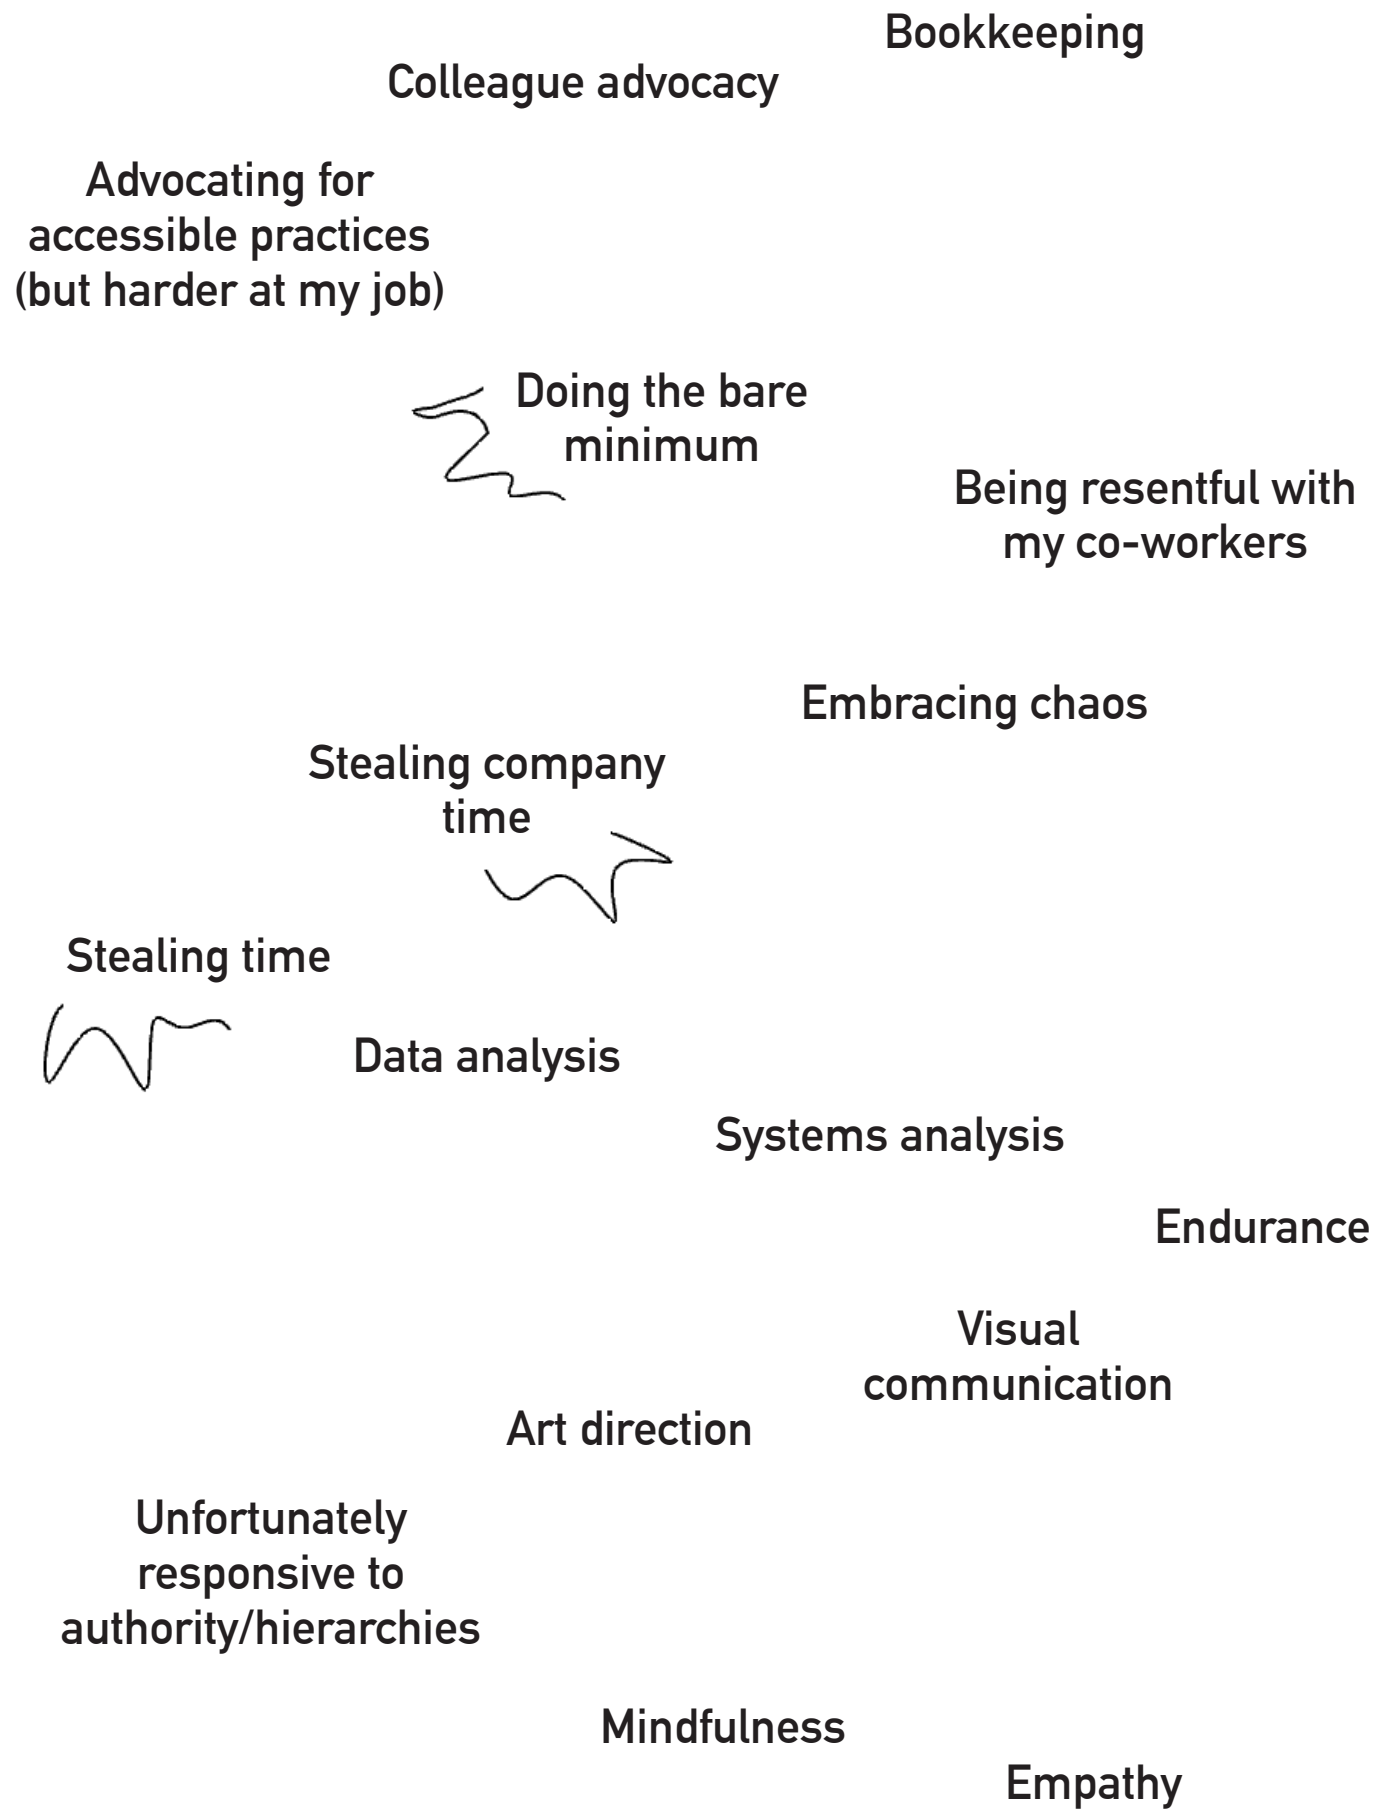 Bookkeeping
Colleague advocacy
Advocating for
accessible practices
(but harder at my job)
Doing the bare
minimum
Being resentful with
my co-workers
Embracing chaos
Stealing company
time
Stealing time
Data analysis
Systems analysis
Endurance
Visual
communication
Art direction
Unfortunately
responsive to
authority/hierarchies
Mindfulness
Empathy